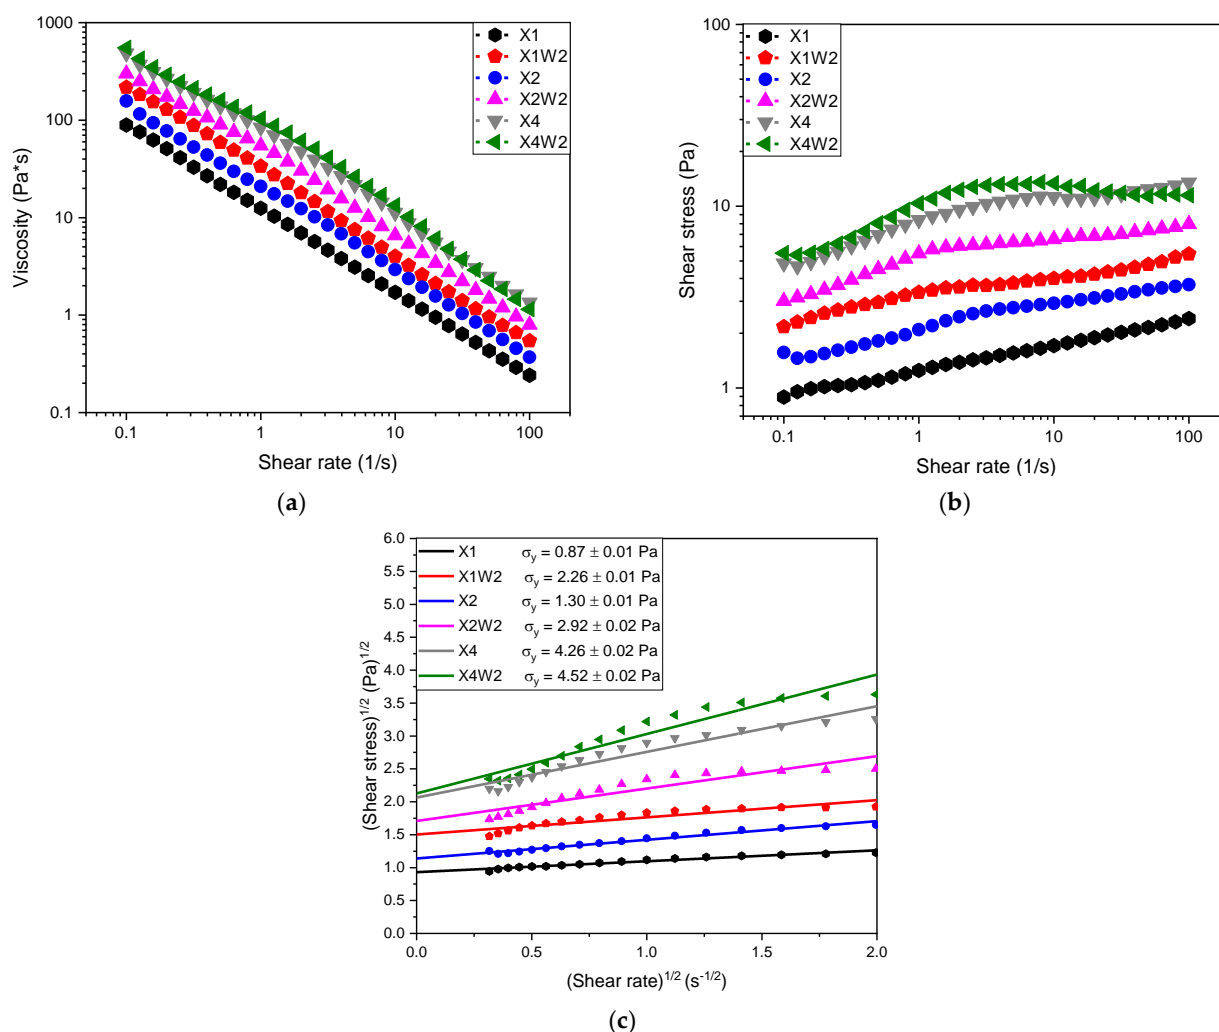 1000
100
10
1
0.1
Viscosity (Pa*s)
0.1 1 10 100
Shear rate (1/s)
X1
X1W2
X2
X2W2
X4
X4W2
(a)
100
10
1
Shear stress (Pa)
0.1 1 10 100
Shear rate (1/s)
X1
X1W2
X2
X2W2
X4
X4W2
(b)
6.0
5.5
5.0
4.5
4.0
3.5
3.0
2.5
2.0
1.5
1.0
0.5
0.0
(Shear stress)^1/2 (Pa)^1/2
X1 σy = 0.87 ± 0.01 Pa
X1W2 σy = 2.26 ± 0.01 Pa
X2 σy = 1.30 ± 0.01 Pa
X2W2 σy = 2.92 ± 0.02 Pa
X4 σy = 4.26 ± 0.02 Pa
X4W2 σy = 4.52 ± 0.02 Pa
0.0 0.5 1.0 1.5 2.0
(Shear rate)^1/2 (s^-1/2)
(c)